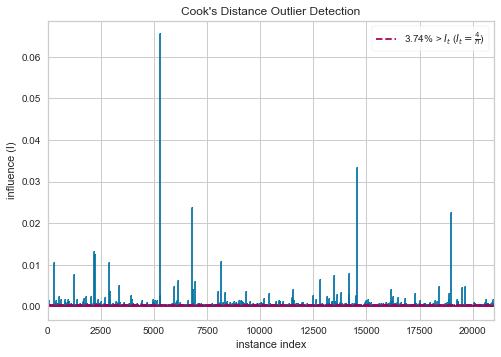 Cook's Distance Outlier Detection
3.74% > I_t (I_t = 4/n)
0.06
0.05
0.04
0.03
0.02
0.01
0.00
influence (I)
0 2500 5000 7500 10000 12500 15000 17500 20000
instance index